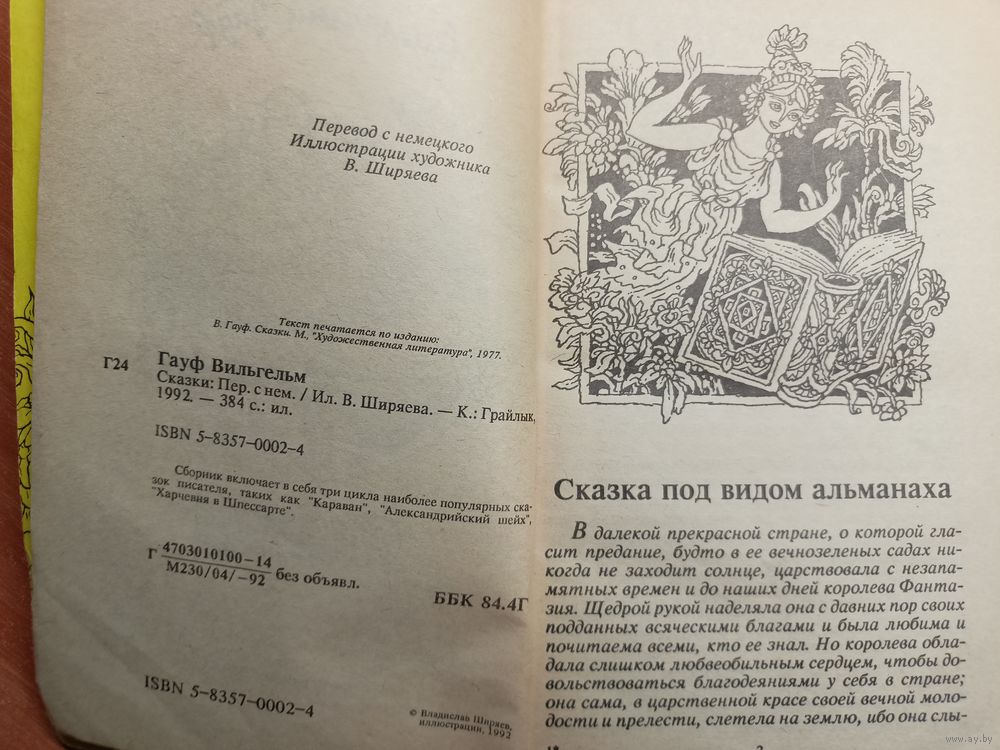 Перевод с немецкого
Иллюстрации художника
В. Ширяева
Текст печатается по изданию:
В. Гауф. Сказки. М., "Художественная литература", 1977.
Г24
Гауф Вильгельм
Сказки: Пер. с нем. / Ил. В. Ширяева. — К.: Грайлык,
1992. — 384 с.: ил.
ISBN 5-8357-0002-4
Сборник включает в себя три цикла наиболее популярных ска-
зок писателя, таких как "Караван", "Александрийский шейх",
"Харчевня в Шпессарте".
Г 4703010100-14
М230/04/-92 без объявл.
ББК 84.4Г
ISBN 5-8357-0002-4
© Владислав Ширяев,
иллюстрации, 1992
Сказка под видом альманаха
В далекой прекрасной стране, о которой гла-
сит предание, будто в ее вечнозеленых садах ни-
когда не заходит солнце, царствовала с незапа-
мятных времен и до наших дней королева Фанта-
зия. Щедрой рукой наделяла она с давних пор своих
подданных всяческими благами и была любима и
почитаема всеми, кто ее знал. Но королева обла-
дала слишком любвеобильным сердцем, чтобы до-
вольствоваться благодеяниями у себя в стране;
она сама, в царственной красе своей вечной моло-
дости и прелести, слетела на землю, ибо она слы-
www.ay.by